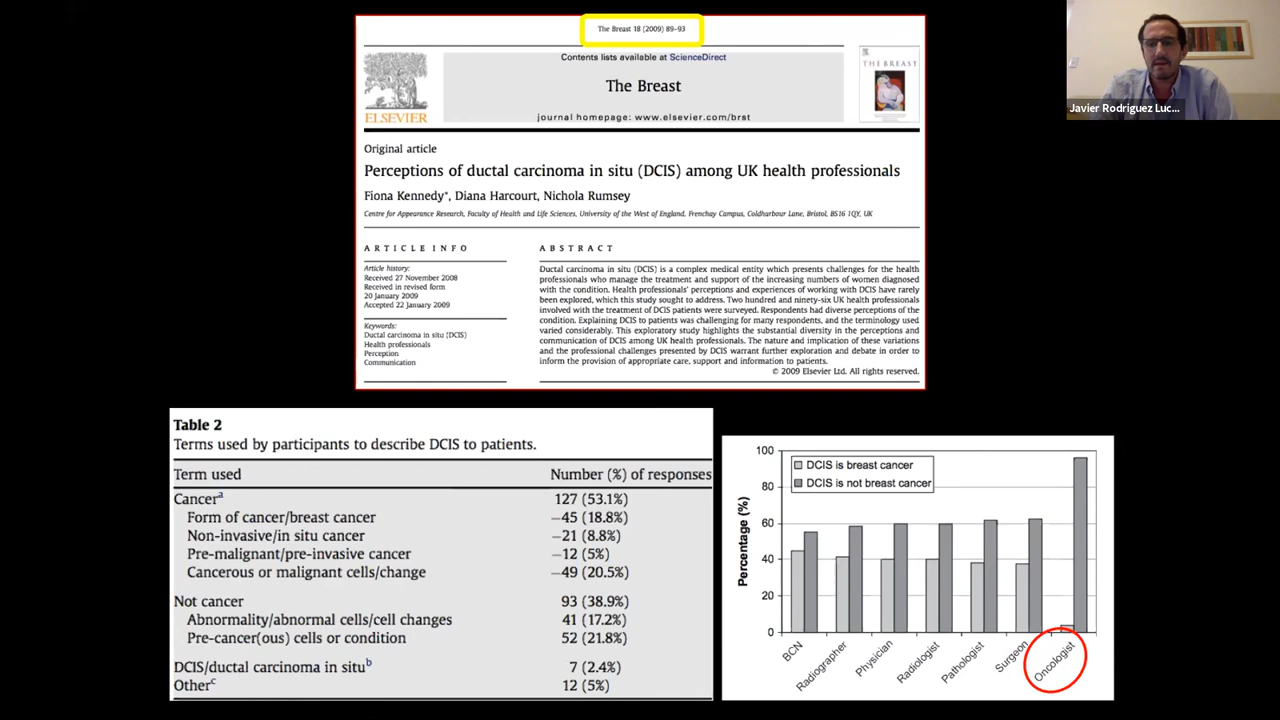 The Breast 18 (2009) 89–93
Contents lists available at ScienceDirect
The Breast
journal homepage: www.elsevier.com/brst
ELSEVIER
THE BREAST
Javier Rodríguez Luc...
Original article
Perceptions of ductal carcinoma in situ (DCIS) among UK health professionals
Fiona Kennedy*, Diana Harcourt, Nichola Rumsey
Centre for Appearance Research, Faculty of Health and Life Sciences, University of the West of England, Frenchay Campus, Coldharbour Lane, Bristol, BS16 1QY, UK
ARTICLE INFO
Article history:
Received 27 November 2008
Received in revised form
20 January 2009
Accepted 22 January 2009
Keywords:
Ductal carcinoma in situ (DCIS)
Health professionals
Perception
Communication
ABSTRACT
Ductal carcinoma in situ (DCIS) is a complex medical entity which presents challenges for the health
professionals who manage the treatment and support of the increasing numbers of women diagnosed
with the condition. Health professionals' perceptions and experiences of working with DCIS have rarely
been explored, which this study sought to address. Two hundred and ninety-six UK health professionals
involved with the treatment of DCIS patients were surveyed. Respondents had diverse perceptions of the
condition. Explaining DCIS to patients was challenging for many respondents, and the terminology used
varied considerably. This exploratory study highlights the substantial diversity in the perceptions and
communication of DCIS among UK health professionals. The nature and implication of these variations
and the professional challenges presented by DCIS warrant further exploration and debate in order to
inform the provision of appropriate care, support and information to patients.
© 2009 Elsevier Ltd. All rights reserved.
Table 2
Terms used by participants to describe DCIS to patients.
Term used Number (%) of responses
Cancerᵃ 127 (53.1%)
Form of cancer/breast cancer –45 (18.8%)
Non-invasive/in situ cancer –21 (8.8%)
Pre-malignant/pre-invasive cancer –12 (5%)
Cancerous or malignant cells/change –49 (20.5%)
Not cancer 93 (38.9%)
Abnormality/abnormal cells/cell changes 41 (17.2%)
Pre-cancer(ous) cells or condition 52 (21.8%)
DCIS/ductal carcinoma in situᵇ 7 (2.4%)
Otherᶜ 12 (5%)
DCIS is breast cancer
DCIS is not breast cancer
Percentage (%)
100
80
60
40
20
0
BCN
Radiographer
Physician
Radiologist
Pathologist
Surgeon
Oncologist